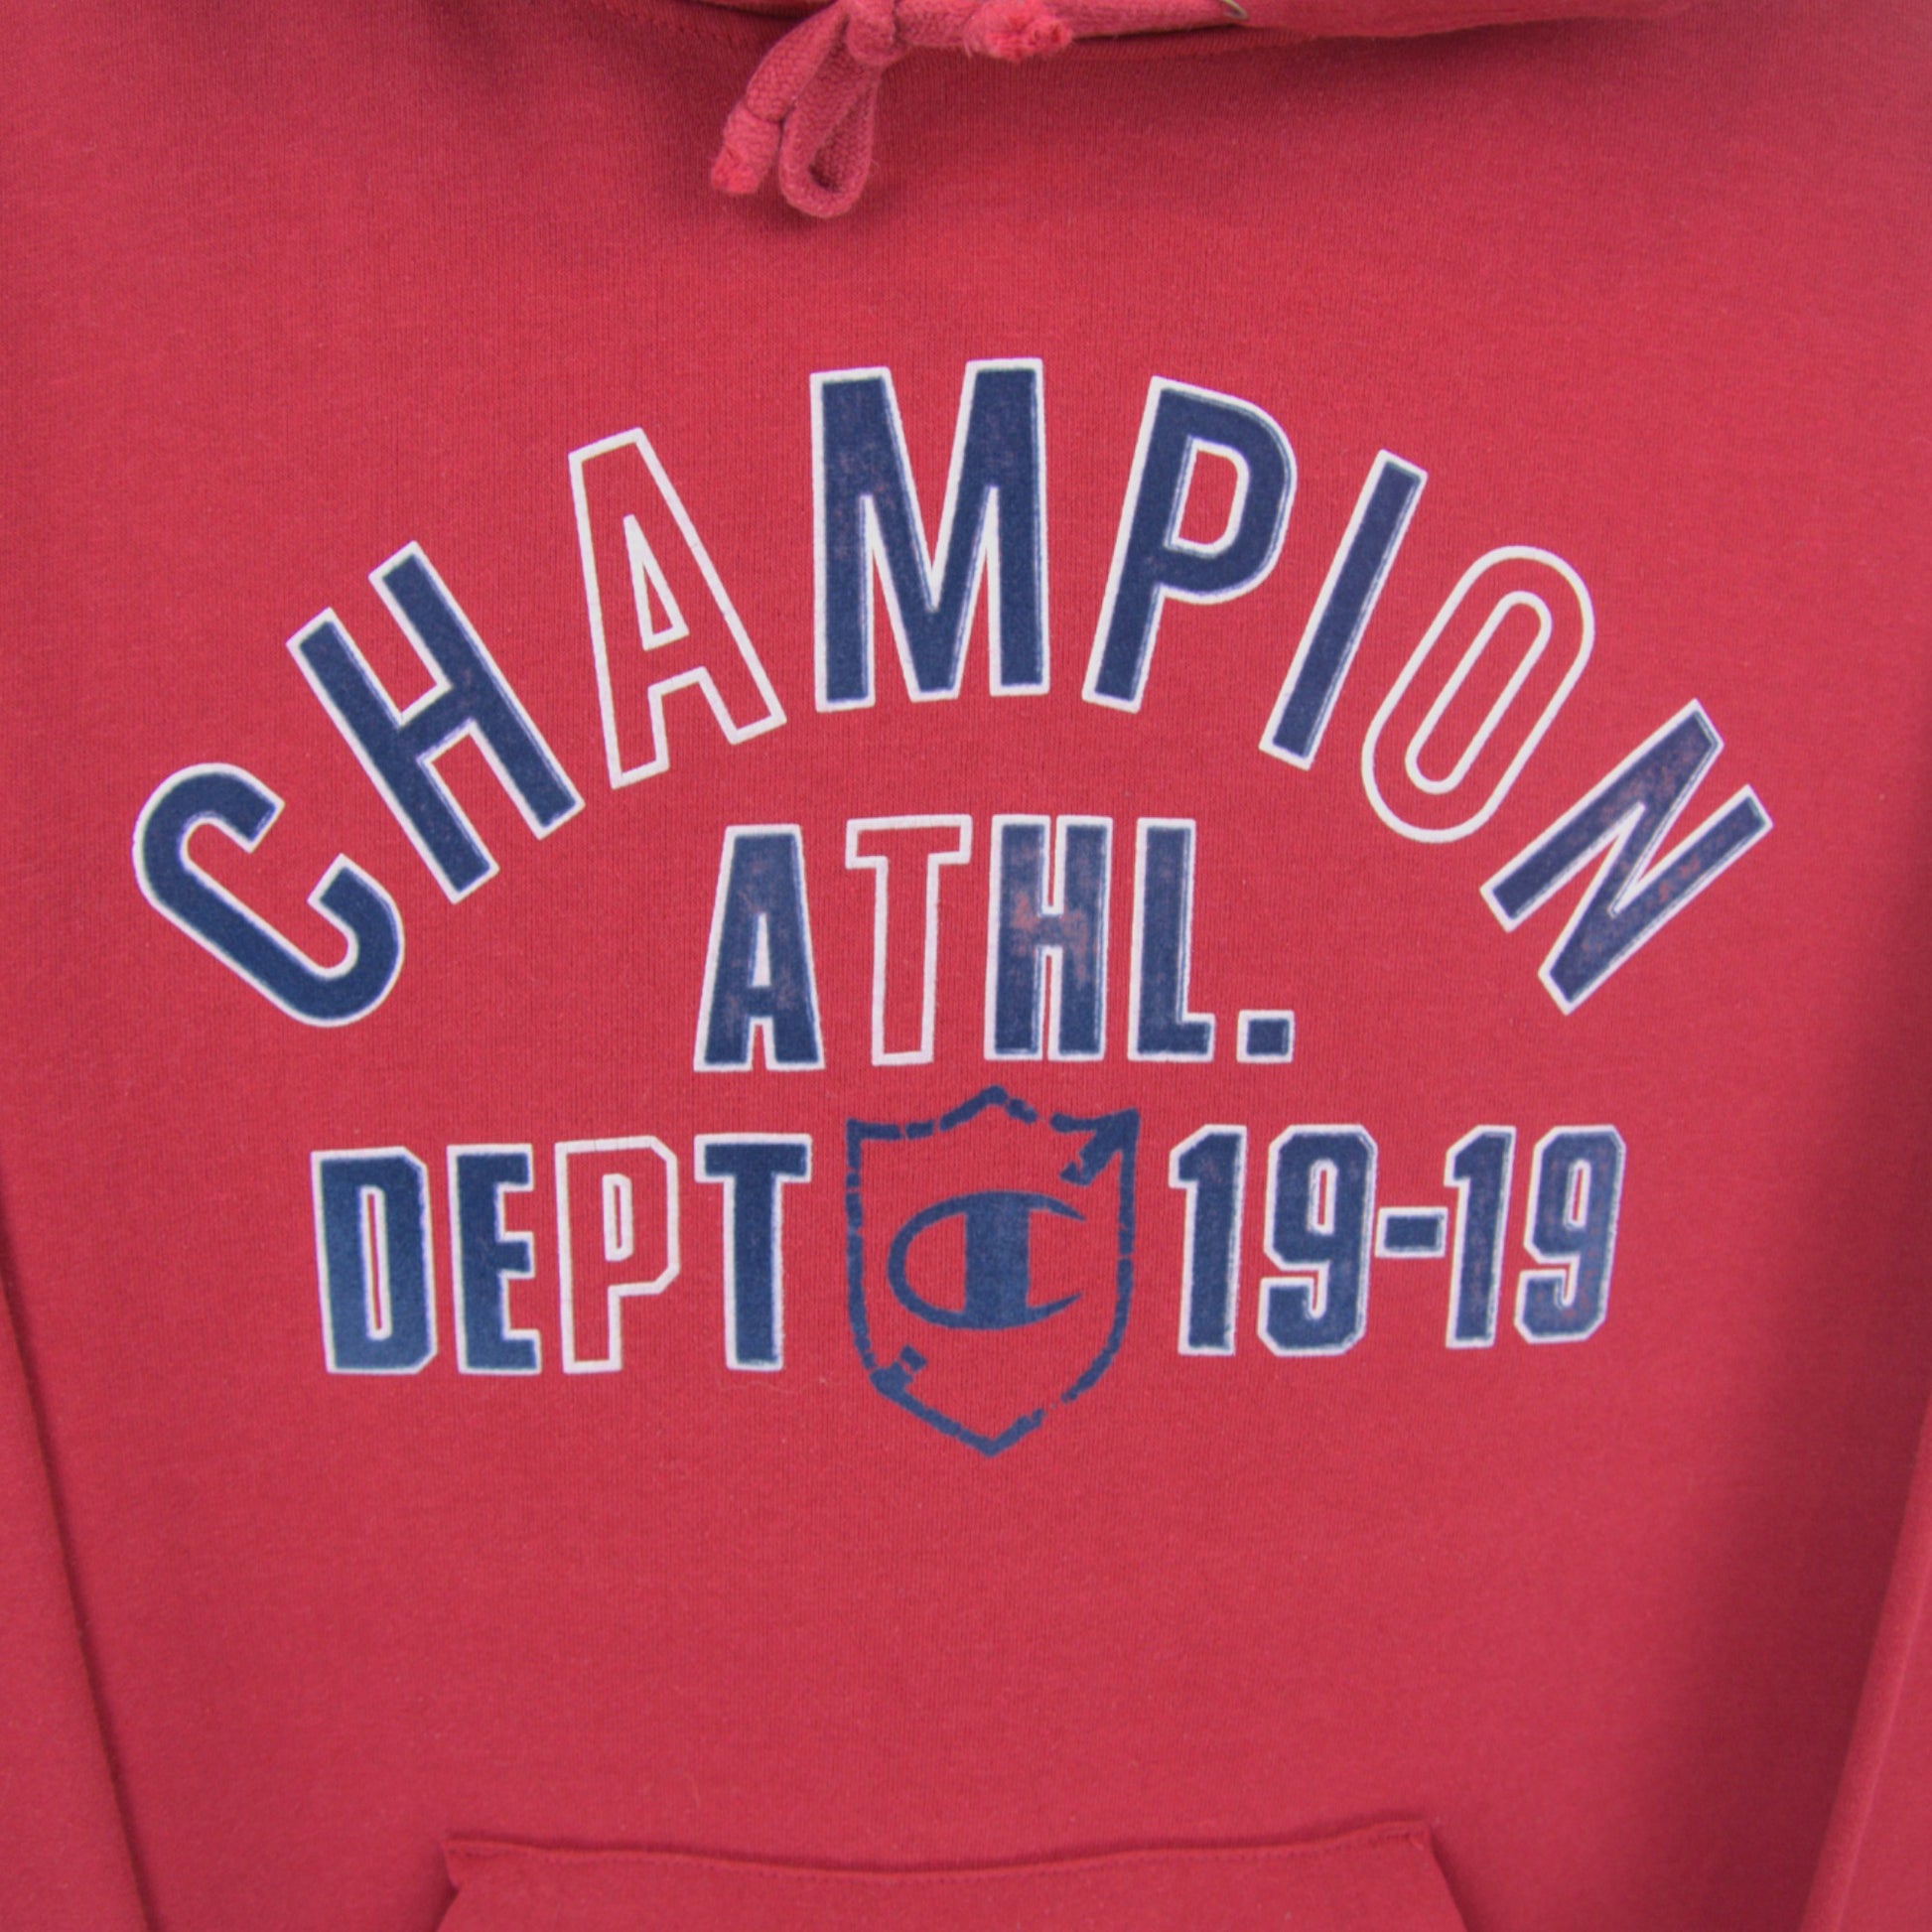 CHAMPION
ATHL.
DEPT C 19-19